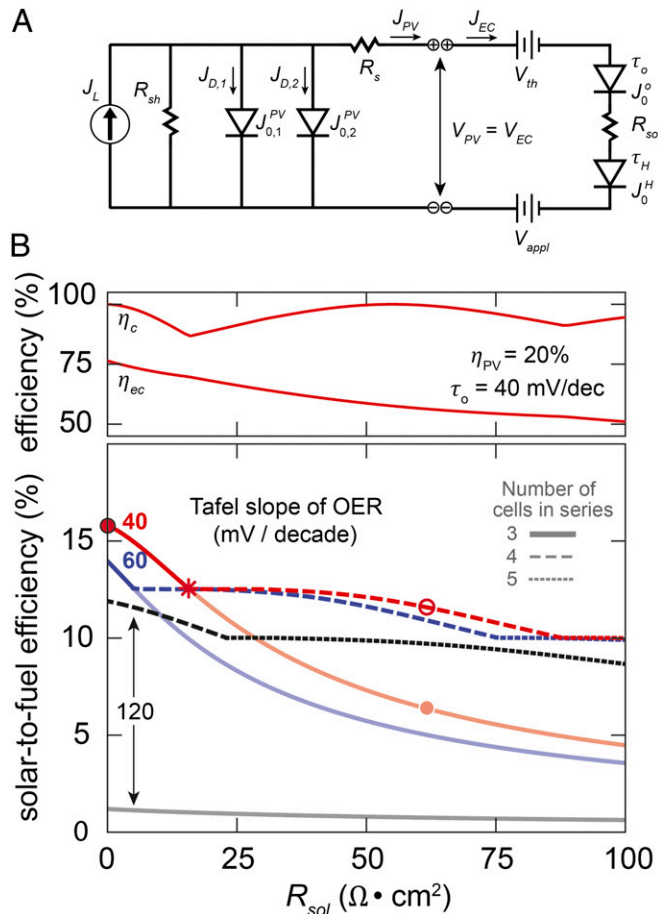 A
J_PV
J_EC
J_L
R_sh
J_D,1
J_D,2
J_0,1^PV
J_0,2^PV
R_s
V_th
V_PV = V_EC
τ_o
J_0^o
R_so
τ_H
J_0^H
V_appl
B
efficiency (%)
100
75
50
η_c
η_ec
η_PV = 20%
τ_o = 40 mV/dec
solar-to-fuel efficiency (%)
15
10
5
0
40
60
120
Tafel slope of OER
(mV / decade)
Number of
cells in series
3
4
5
0 25 50 75 100
R_sol (Ω • cm²)